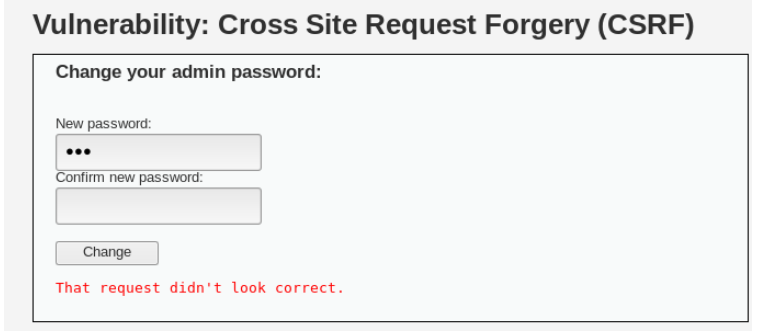 Vulnerability: Cross Site Request Forgery (CSRF)
Change your admin password:
New password:
•••
Confirm new password:
Change
That request didn't look correct.